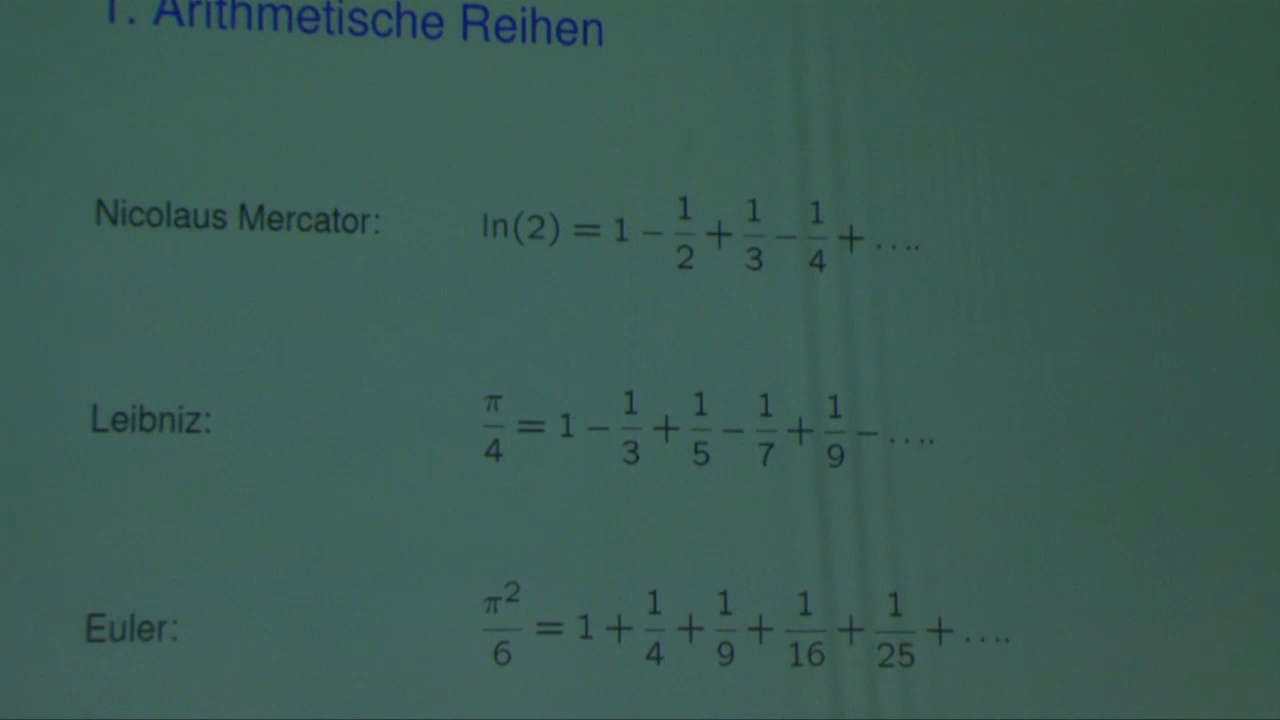 1. Arithmetische Reihen
Nicolaus Mercator: ln(2) = 1 − 1/2 + 1/3 − 1/4 + ....
Leibniz: π/4 = 1 − 1/3 + 1/5 − 1/7 + 1/9 − ....
Euler: π²/6 = 1 + 1/4 + 1/9 + 1/16 + 1/25 + ....